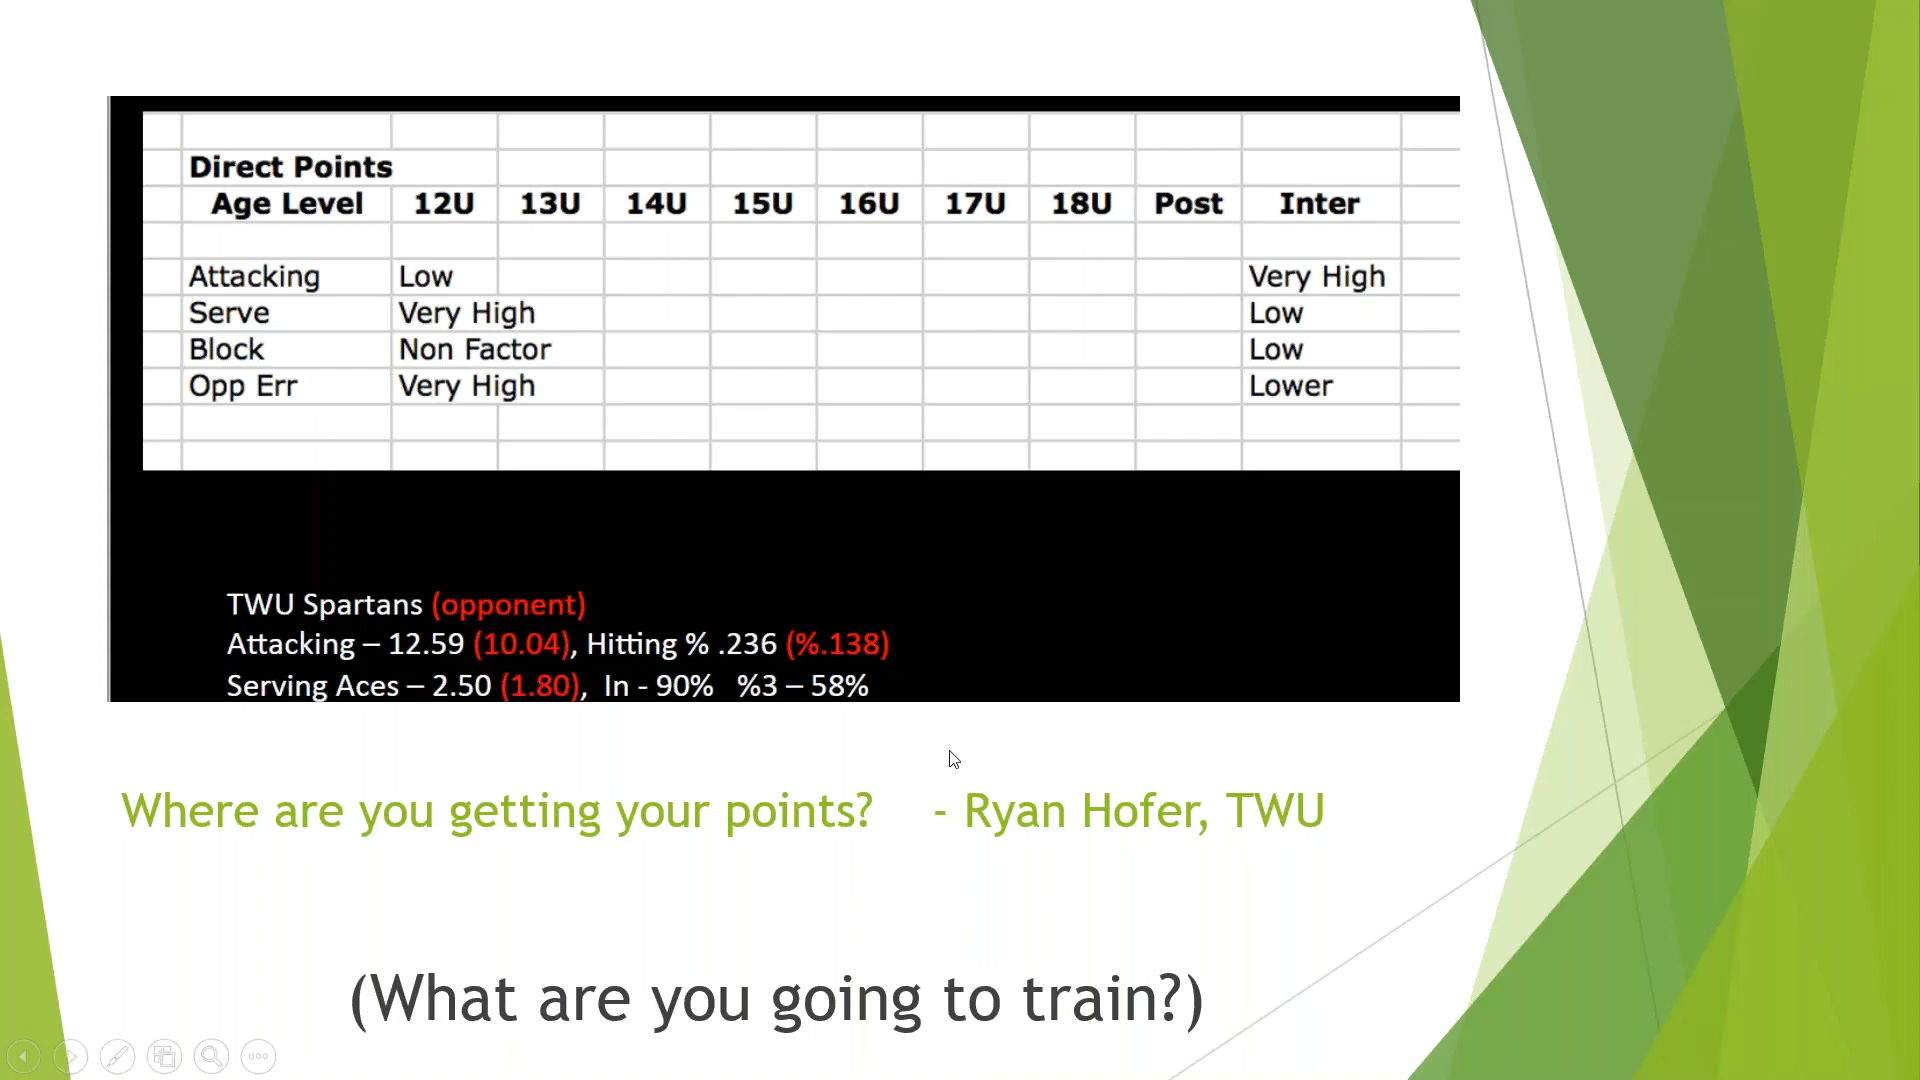 Direct Points
Age Level 12U 13U 14U 15U 16U 17U 18U Post Inter
Attacking Low Very High
Serve Very High Low
Block Non Factor Low
Opp Err Very High Lower
TWU Spartans (opponent)
Attacking – 12.59 (10.04), Hitting % .236 (%.138)
Serving Aces – 2.50 (1.80), In - 90% %3 – 58%
Where are you getting your points? - Ryan Hofer, TWU
(What are you going to train?)